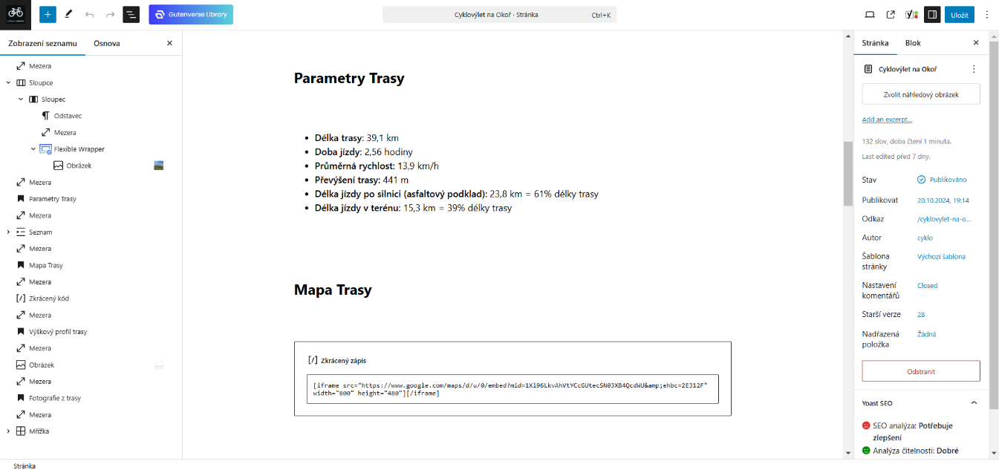 Gutenverse Library
Cyklovýlet na Okoř · Stránka
Ctrl+K
Uložit
Zobrazení seznamu
Osnova
Mezera
Sloupce
Sloupec
Odstavec
Mezera
Flexible Wrapper
Obrázek
Mezera
Parametry Trasy
Mezera
Seznam
Mezera
Mapa Trasy
Mezera
[/] Zkrácený kód
Mezera
Výškový profil trasy
Mezera
Obrázek
Mezera
Fotografie z trasy
Mezera
Mřížka
Parametry Trasy
• Délka trasy: 39,1 km
• Doba jízdy: 2,56 hodiny
• Průměrná rychlost: 13,9 km/h
• Převýšení trasy: 441 m
• Délka jízdy po silnici (asfaltový podklad): 23,8 km = 61% délky trasy
• Délka jízdy v terénu: 15,3 km = 39% délky trasy
Mapa Trasy
[/] Zkrácený zápis
[iframe src="https://www.google.com/maps/d/u/0/embed?mid=1Xl96LkvAhVtYCcGUtecSN03XB4QcdWU&amp;ehbc=2E312F"
width="800" height="480"][/iframe]
Stránka
Blok
Cyklovýlet na Okoř
Zvolit náhledový obrázek
Add an excerpt...
132 slov, doba čtení 1 minuta.
Last edited před 7 dny.
Stav
Publikováno
Publikovat
20.10.2024, 19:14
Odkaz
/cyklovylet-na-o...
Autor
cyklo
Šablona
stránky
Výchozí šablona
Nastavení
komentářů
Closed
Starší verze
28
Nadřazená
položka
Žádná
Odstranit
Yoast SEO
SEO analýza: Potřebuje
zlepšení
Analýza čitelnosti: Dobré
Stránka